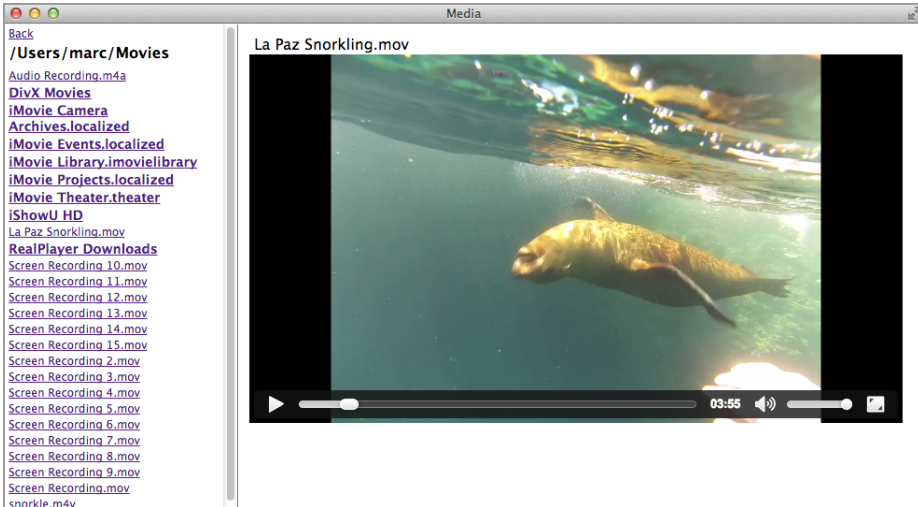 Media
Back
/Users/marc/Movies
Audio Recording.m4a
DivX Movies
iMovie Camera
Archives.localized
iMovie Events.localized
iMovie Library.imovielibrary
iMovie Projects.localized
iMovie Theater.theater
iShowU HD
La Paz Snorkling.mov
RealPlayer Downloads
Screen Recording 10.mov
Screen Recording 11.mov
Screen Recording 12.mov
Screen Recording 13.mov
Screen Recording 14.mov
Screen Recording 15.mov
Screen Recording 2.mov
Screen Recording 3.mov
Screen Recording 4.mov
Screen Recording 5.mov
Screen Recording 6.mov
Screen Recording 7.mov
Screen Recording 8.mov
Screen Recording 9.mov
Screen Recording.mov
snorkle.m4v
La Paz Snorkling.mov
03:55